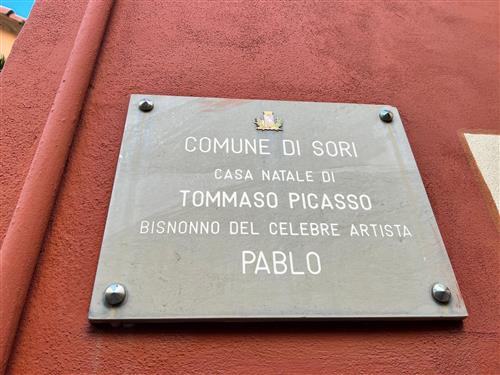 COMUNE DI SORI
CASA NATALE DI
TOMMASO PICASSO
BISNONNO DEL CELEBRE ARTISTA
PABLO